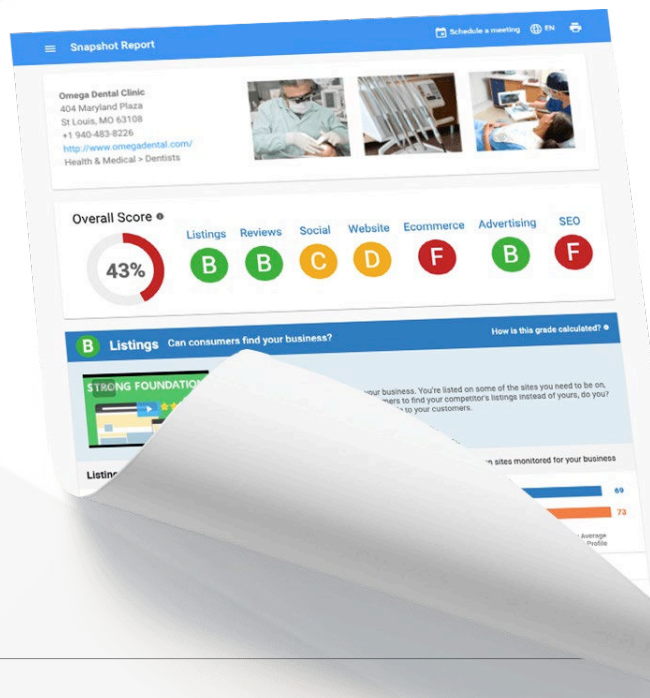 Snapshot Report
Schedule a meeting
EN
Omega Dental Clinic
404 Maryland Plaza
St Louis, MO 63108
+1 940-483-8226
http://www.omegadental.com/
Health & Medical > Dentists
Overall Score
43%
Listings Reviews Social Website Ecommerce Advertising SEO
B B C D F B F
B Listings Can consumers find your business?
How is this grade calculated?
STRONG FOUNDATION
your business. You're listed on some of the sites you need to be on,
mers to find your competitor's listings instead of yours, do you?
to your customers.
Listing
n sites monitored for your business
69
73
Average
Profile